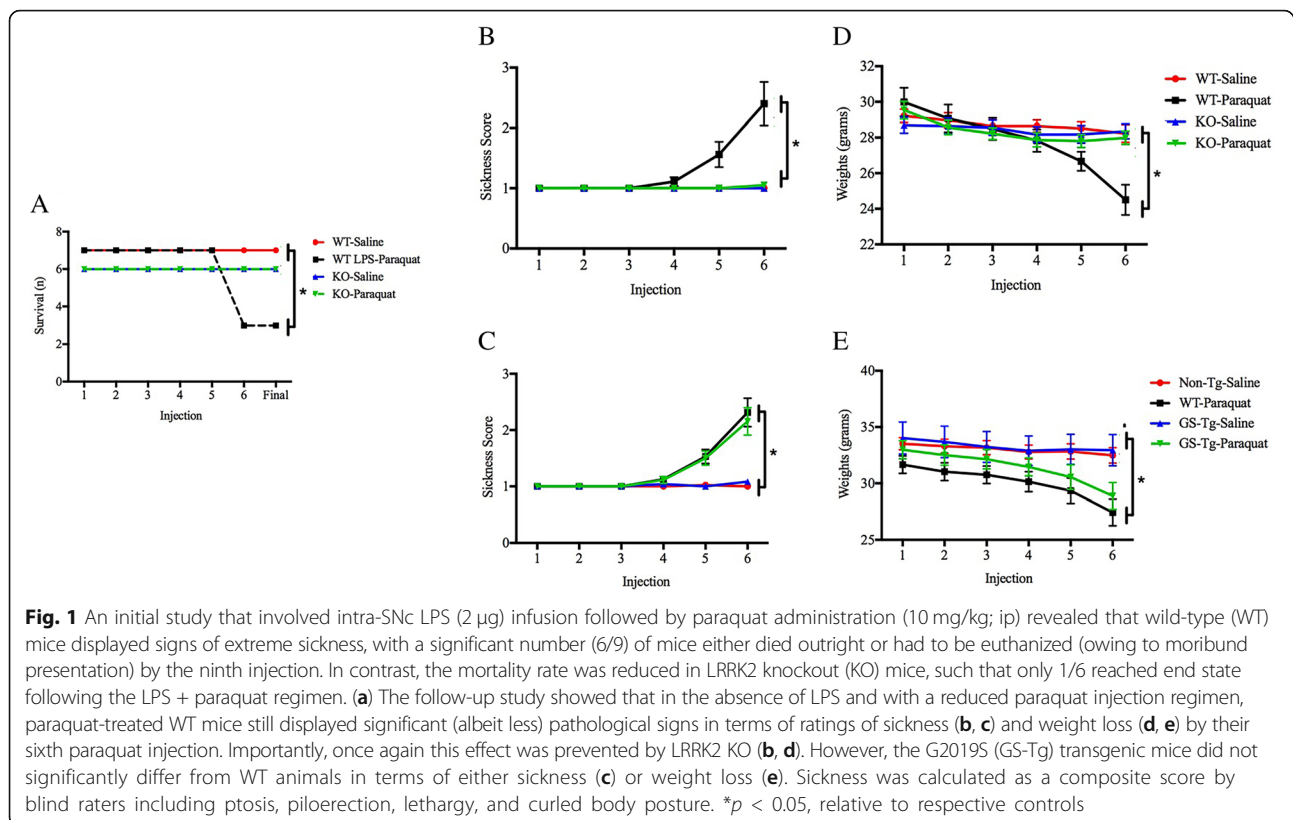 A
8
6
4
2
0
Survival (n)
1 2 3 4 5 6 Final
Injection
WT-Saline
WT LPS-Paraquat
KO-Saline
KO-Paraquat
*
B
3
2
1
0
Sickness Score
1 2 3 4 5 6
Injection
*
C
3
2
1
0
Sickness Score
1 2 3 4 5 6
Injection
*
D
32
30
28
26
24
22
Weights (grams)
1 2 3 4 5 6
Injection
WT-Saline
WT-Paraquat
KO-Saline
KO-Paraquat
*
E
40
35
30
25
Weights (grams)
1 2 3 4 5 6
Injection
Non-Tg-Saline
WT-Paraquat
GS-Tg-Saline
GS-Tg-Paraquat
*
Fig. 1 An initial study that involved intra-SNc LPS (2 μg) infusion followed by paraquat administration (10 mg/kg; ip) revealed that wild-type (WT)
mice displayed signs of extreme sickness, with a significant number (6/9) of mice either died outright or had to be euthanized (owing to moribund
presentation) by the ninth injection. In contrast, the mortality rate was reduced in LRRK2 knockout (KO) mice, such that only 1/6 reached end state
following the LPS + paraquat regimen. (a) The follow-up study showed that in the absence of LPS and with a reduced paraquat injection regimen,
paraquat-treated WT mice still displayed significant (albeit less) pathological signs in terms of ratings of sickness (b, c) and weight loss (d, e) by their
sixth paraquat injection. Importantly, once again this effect was prevented by LRRK2 KO (b, d). However, the G2019S (GS-Tg) transgenic mice did not
significantly differ from WT animals in terms of either sickness (c) or weight loss (e). Sickness was calculated as a composite score by
blind raters including ptosis, piloerection, lethargy, and curled body posture. *p < 0.05, relative to respective controls